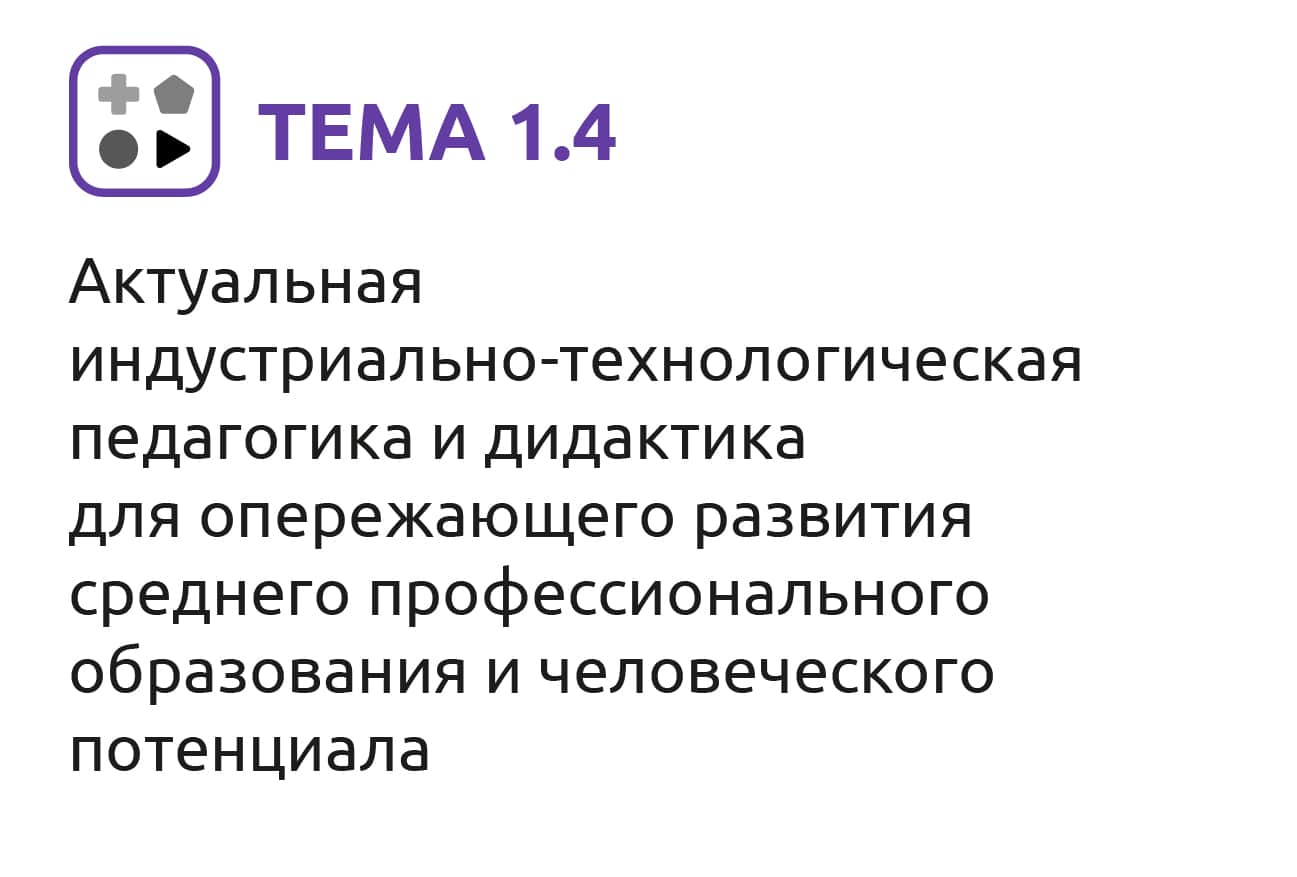 ТЕМА 1.4
Актуальная
индустриально-технологическая
педагогика и дидактика
для опережающего развития
среднего профессионального
образования и человеческого
потенциала